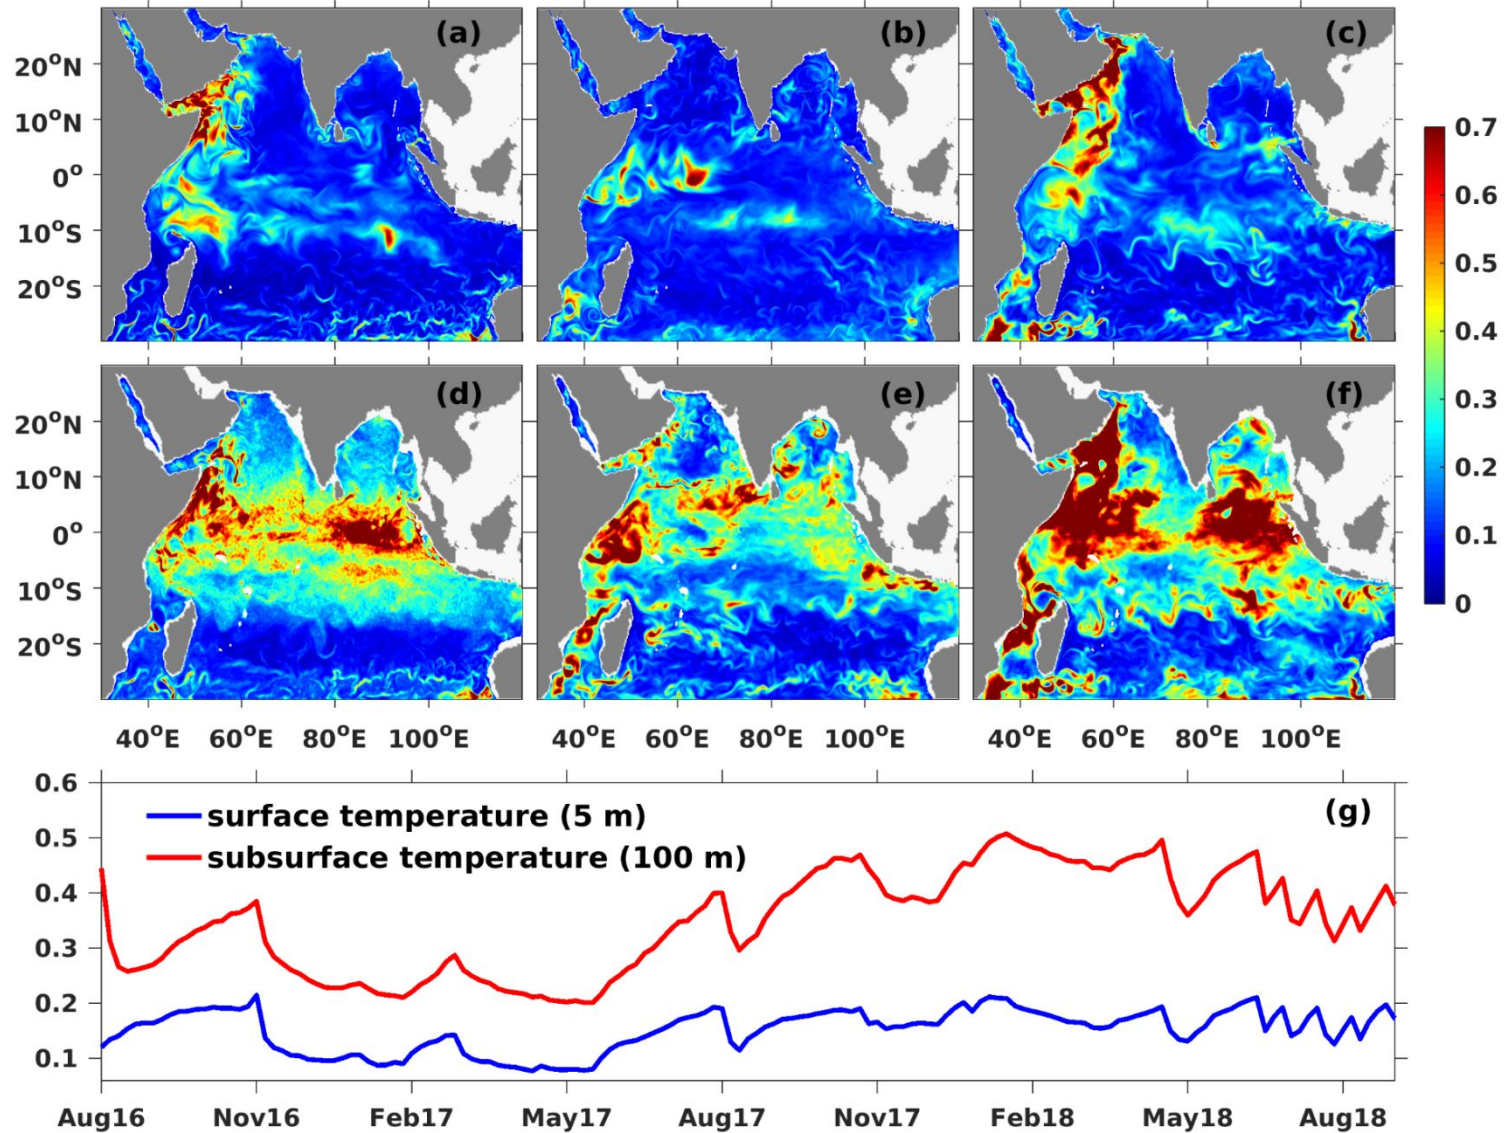 (a) (b) (c)
20°N
10°N
0°
10°S
20°S
0.7
0.6
0.5
0.4
0.3
0.2
0.1
0
(d) (e) (f)
20°N
10°N
0°
10°S
20°S
40°E 60°E 80°E 100°E 40°E 60°E 80°E 100°E 40°E 60°E 80°E 100°E
(g)
surface temperature (5 m)
subsurface temperature (100 m)
0.6
0.5
0.4
0.3
0.2
0.1
Aug16 Nov16 Feb17 May17 Aug17 Nov17 Feb18 May18 Aug18